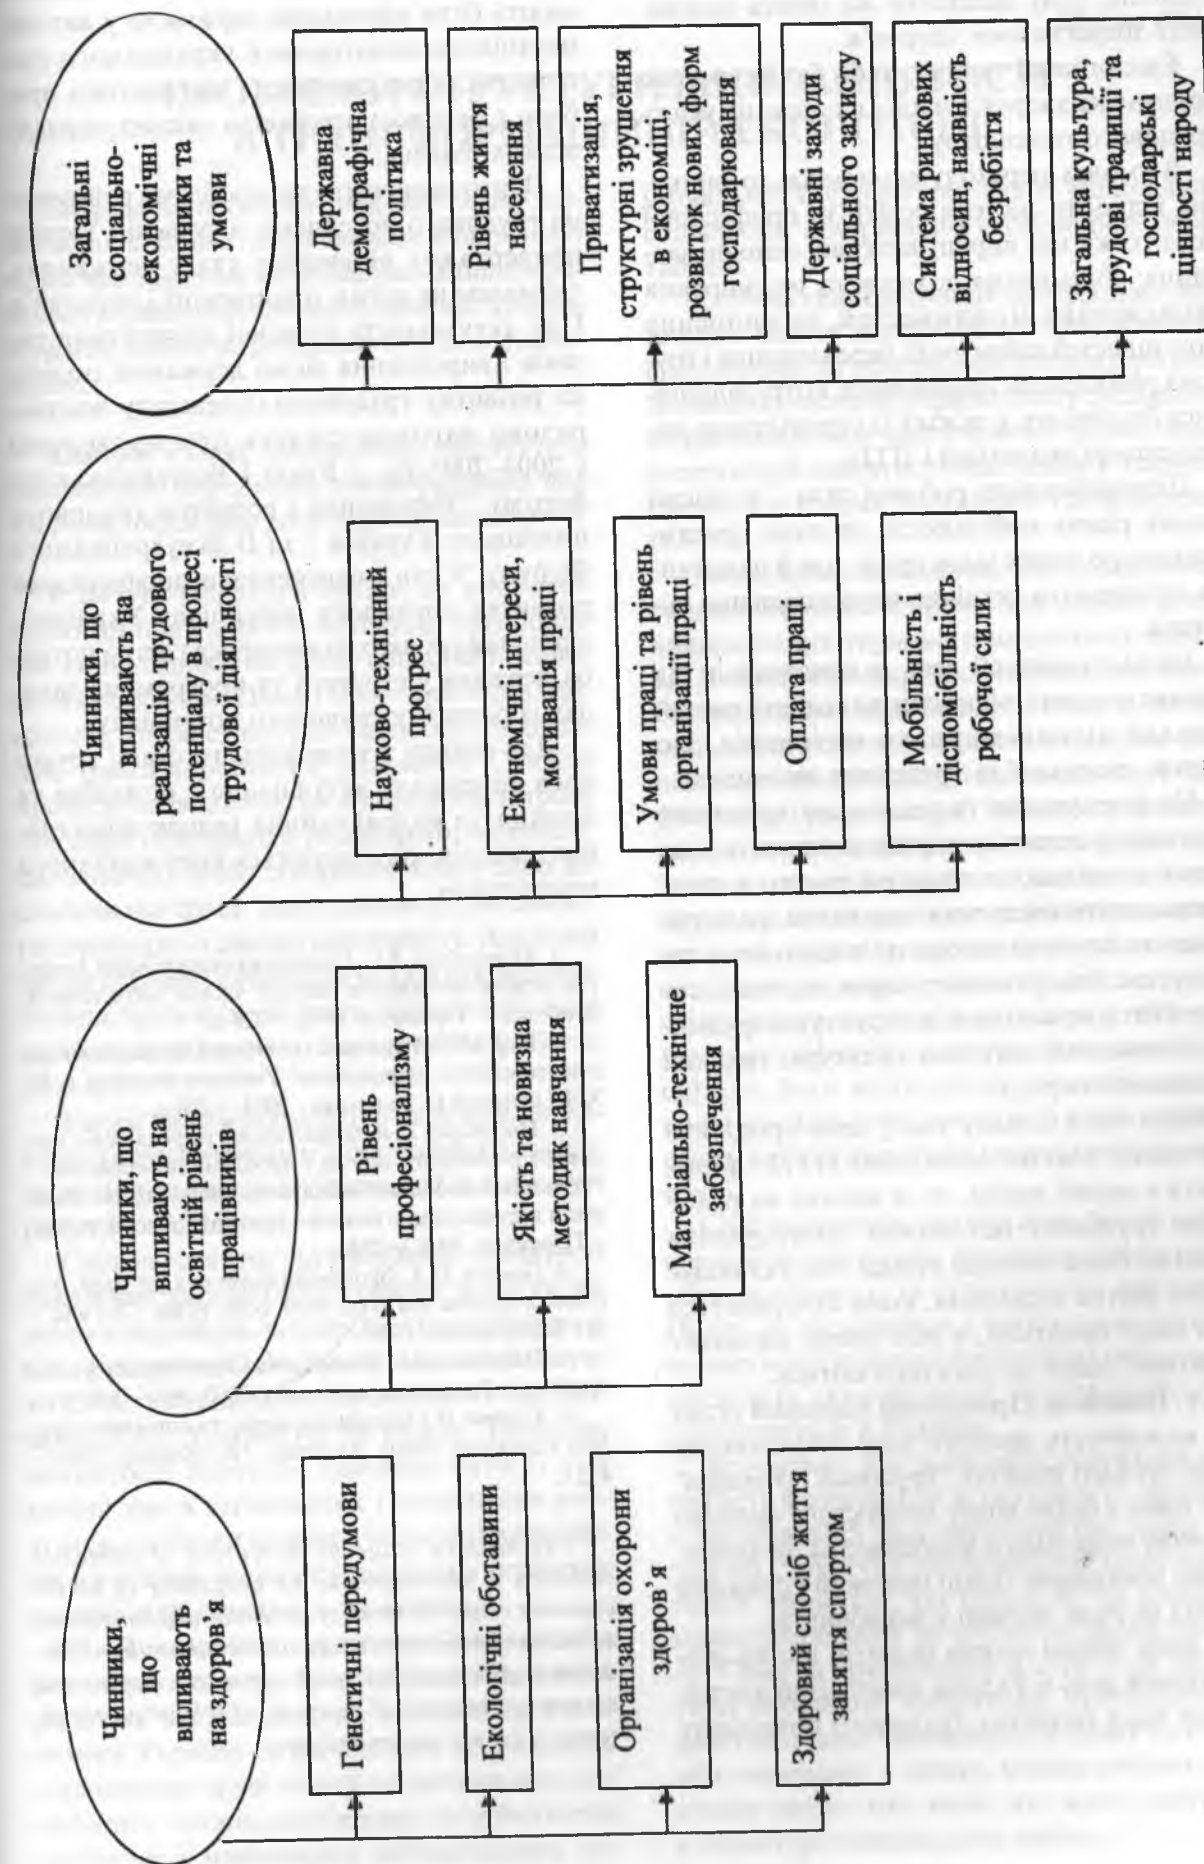 Чинники,
що
впливають
на здоров'я
Генетичні передумови
Екологічні обставини
Організація охорони
здоров'я
Здоровий спосіб життя
заняття спортом
Чинники, що
впливають на
освітній рівень
працівників
Рівень
професіоналізму
Якість та новизна
методик навчання
Матеріально-технічне
забезпечення
Чинники, що
впливають на
реалізацію трудового
потенціалу в процесі
трудової діяльності
Науково-технічний
прогрес
Економічні інтереси,
мотивація праці
Умови праці та рівень
організації праці
Оплата праці
Мобільність і
діспомібільність
робочої сили
Загальні
соціально-
економічні
чинники та
умови
Державна
демографічна
політика
Рівень життя
населення
Приватизація,
структурні зрушення
в економіці,
розвиток нових форм
господарювання
Державні заходи
соціального захисту
Система ринкових
відносин, наявність
безробіття
Загальна культура,
трудові традиції та
господарські
цінності народу